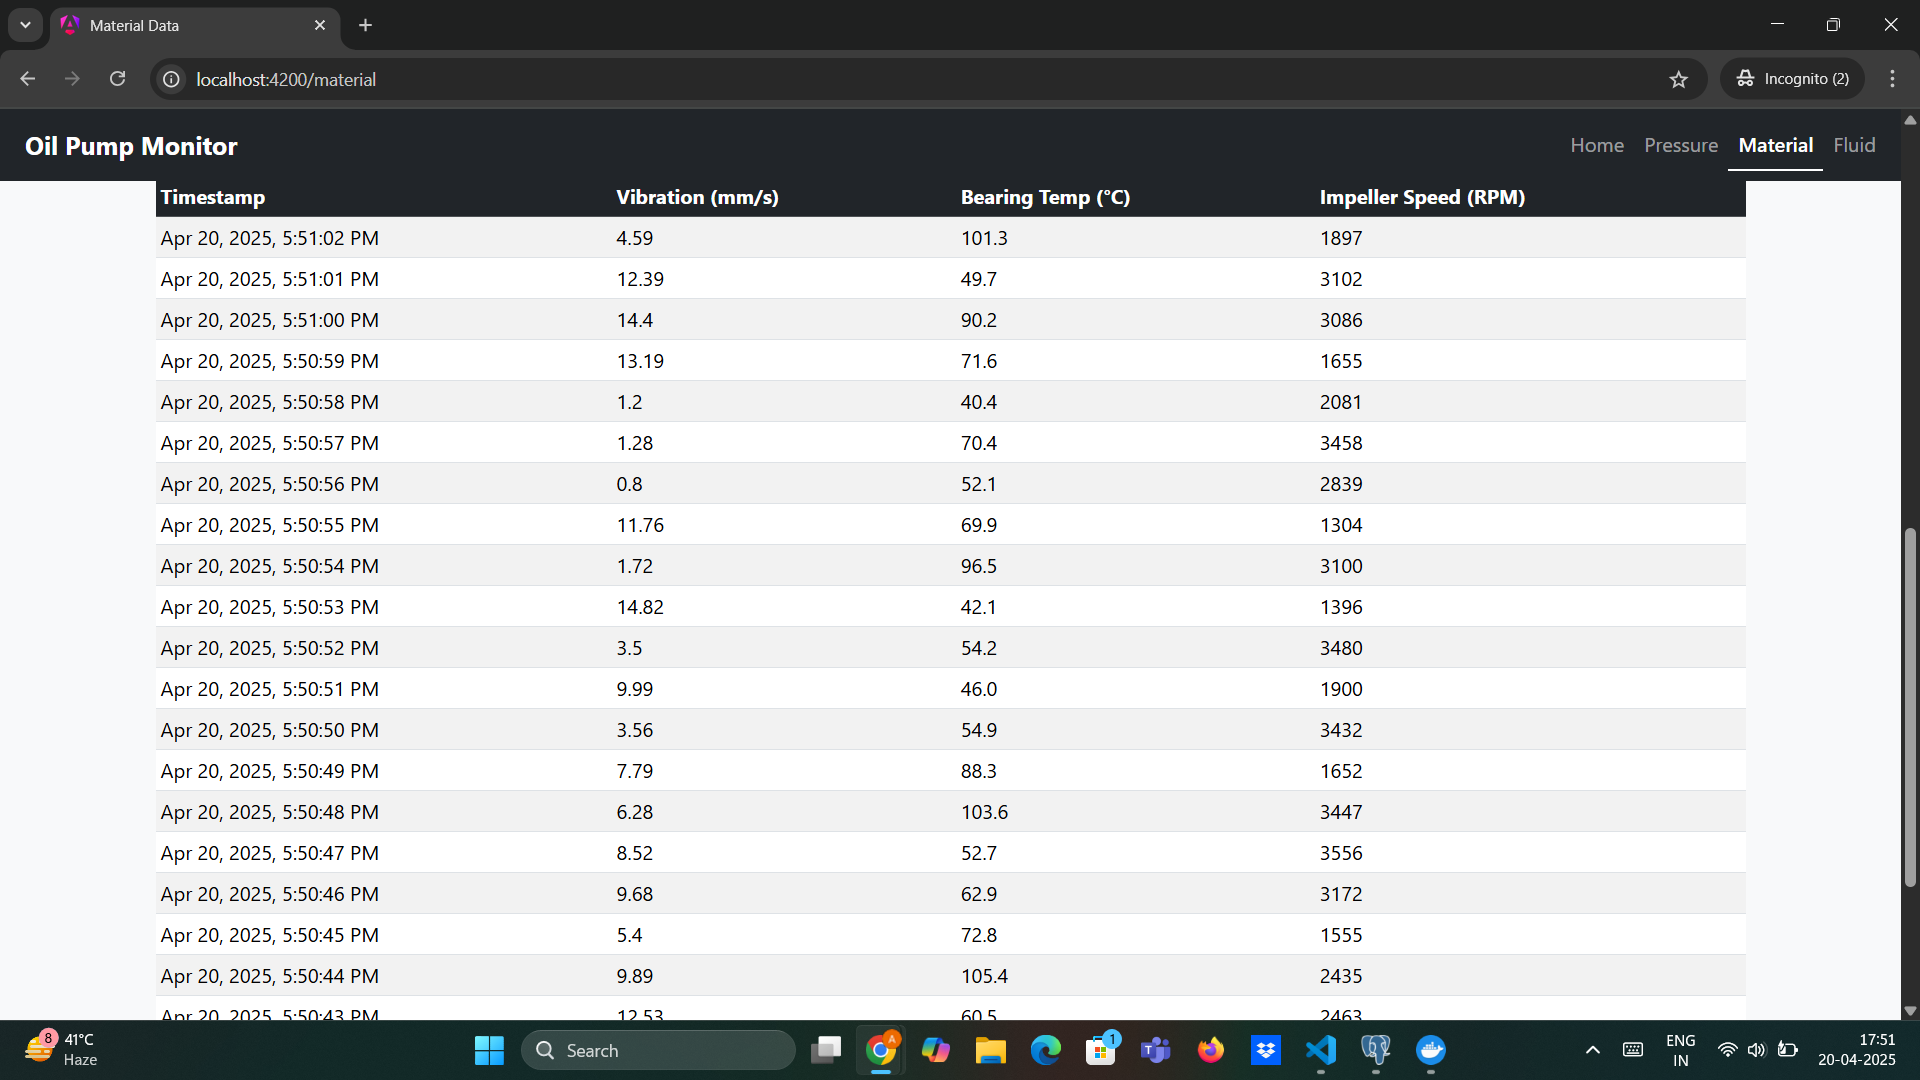 Material Data
localhost:4200/material
Incognito (2)
Oil Pump Monitor
Home Pressure Material Fluid
Timestamp Vibration (mm/s) Bearing Temp (°C) Impeller Speed (RPM)
Apr 20, 2025, 5:51:02 PM 4.59 101.3 1897
Apr 20, 2025, 5:51:01 PM 12.39 49.7 3102
Apr 20, 2025, 5:51:00 PM 14.4 90.2 3086
Apr 20, 2025, 5:50:59 PM 13.19 71.6 1655
Apr 20, 2025, 5:50:58 PM 1.2 40.4 2081
Apr 20, 2025, 5:50:57 PM 1.28 70.4 3458
Apr 20, 2025, 5:50:56 PM 0.8 52.1 2839
Apr 20, 2025, 5:50:55 PM 11.76 69.9 1304
Apr 20, 2025, 5:50:54 PM 1.72 96.5 3100
Apr 20, 2025, 5:50:53 PM 14.82 42.1 1396
Apr 20, 2025, 5:50:52 PM 3.5 54.2 3480
Apr 20, 2025, 5:50:51 PM 9.99 46.0 1900
Apr 20, 2025, 5:50:50 PM 3.56 54.9 3432
Apr 20, 2025, 5:50:49 PM 7.79 88.3 1652
Apr 20, 2025, 5:50:48 PM 6.28 103.6 3447
Apr 20, 2025, 5:50:47 PM 8.52 52.7 3556
Apr 20, 2025, 5:50:46 PM 9.68 62.9 3172
Apr 20, 2025, 5:50:45 PM 5.4 72.8 1555
Apr 20, 2025, 5:50:44 PM 9.89 105.4 2435
Apr 20, 2025, 5:50:43 PM 12.53 60.5 2463
8 41°C
Haze
Search
A
1
T
ENG
IN
17:51
20-04-2025